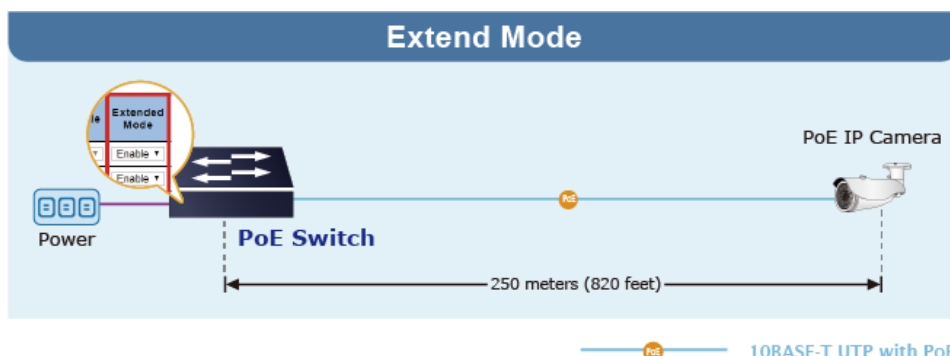 Extend Mode
Extended
Mode
Enable
Enable
PoE IP Camera
PoE
Power
PoE Switch
250 meters (820 feet)
PoE
10BASE-T UTP with PoE